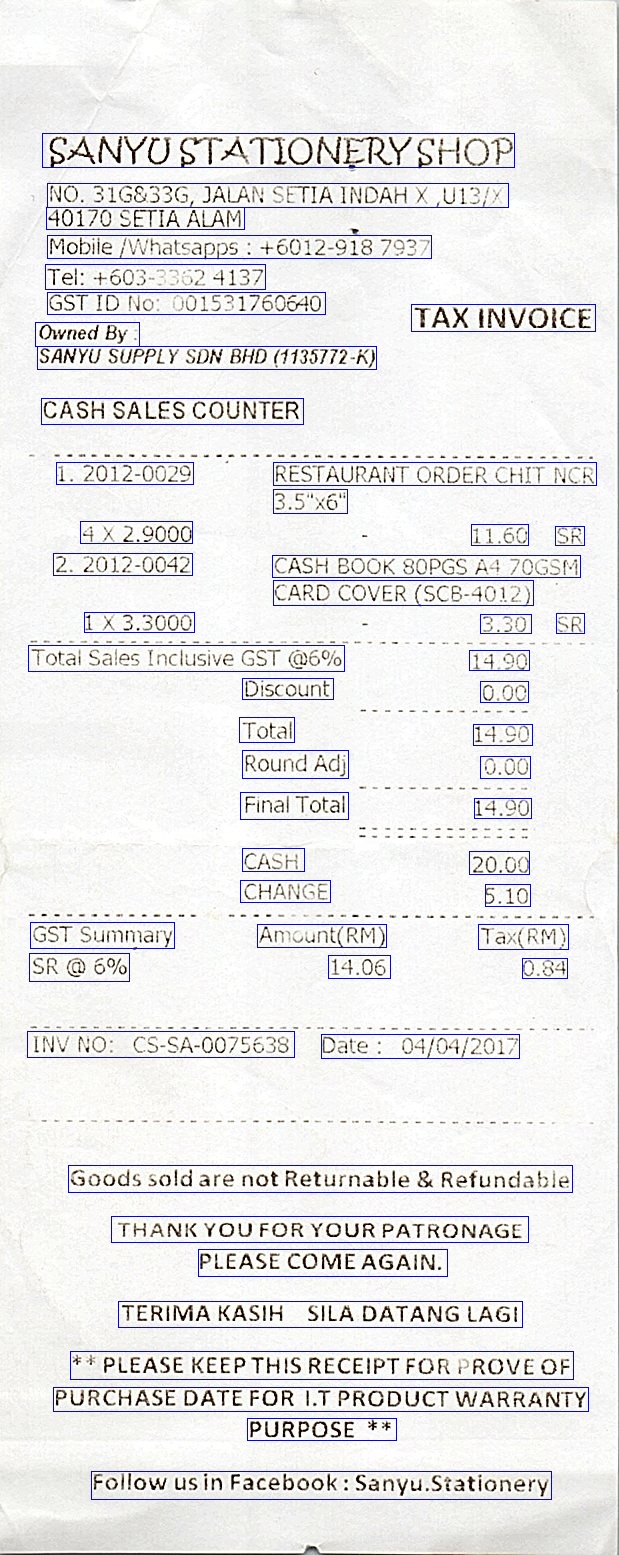 SANYU STATIONERY SHOP
NO. 31G&33G, JALAN SETIA INDAH X ,U13/X
40170 SETIA ALAM
Mobile /Whatsapps : +6012-918 7937
Tel: +603-3362 4137
GST ID No: 001531760640
TAX INVOICE
Owned By :
SANYU SUPPLY SDN BHD (1135772-K)
CASH SALES COUNTER
1. 2012-0029 RESTAURANT ORDER CHIT NCR
3.5"x6"
4 X 2.9000 - 11.60 SR
2. 2012-0042 CASH BOOK 80PGS A4 70GSM
CARD COVER (SCB-4012)
1 X 3.3000 - 3.30 SR
Total Sales Inclusive GST @6% 14.90
Discount 0.00
Total 14.90
Round Adj 0.00
Final Total 14.90
CASH 20.00
CHANGE 5.10
GST Summary Amount(RM) Tax(RM)
SR @ 6% 14.06 0.84
INV NO: CS-SA-0075638 Date : 04/04/2017
Goods sold are not Returnable & Refundable
THANK YOU FOR YOUR PATRONAGE
PLEASE COME AGAIN.
TERIMA KASIH SILA DATANG LAGI
** PLEASE KEEP THIS RECEIPT FOR PROVE OF
PURCHASE DATE FOR I.T PRODUCT WARRANTY
PURPOSE **
Follow us in Facebook : Sanyu.Stationery